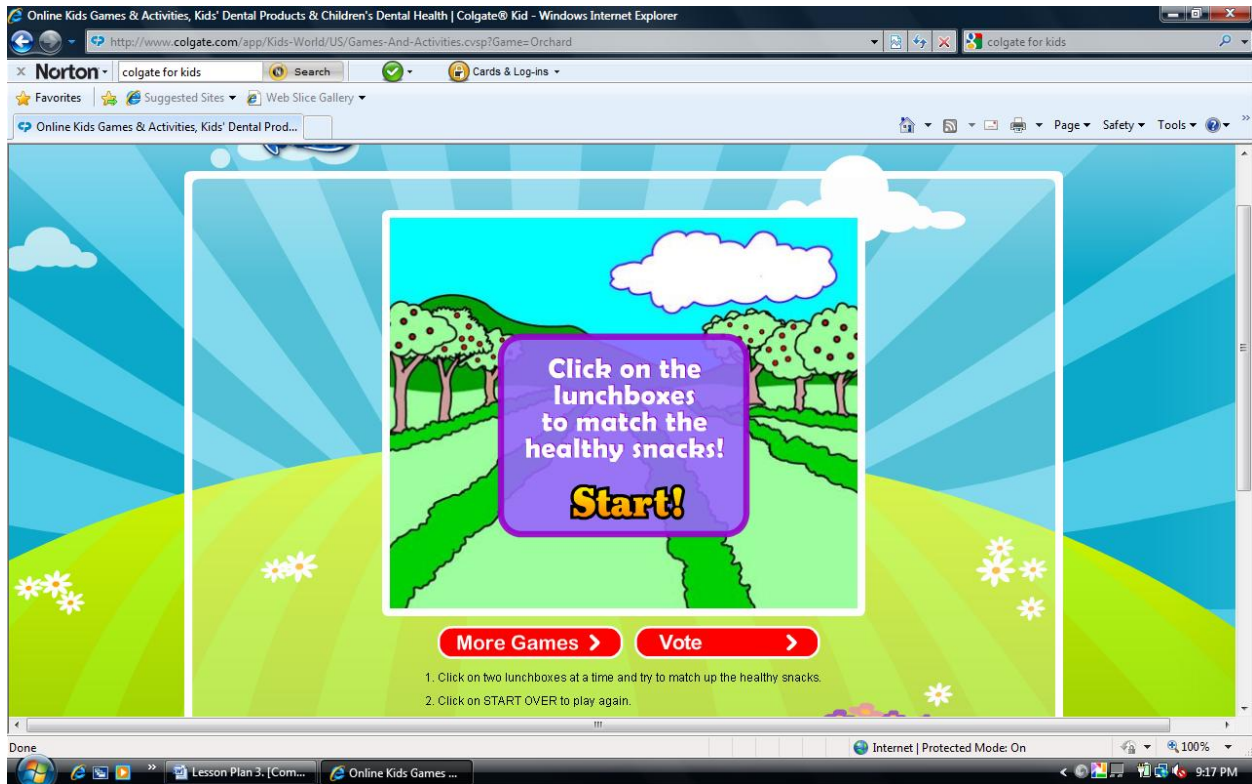 Online Kids Games & Activities, Kids' Dental Products & Children's Dental Health | Colgate® Kid - Windows Internet Explorer
http://www.colgate.com/app/Kids-World/US/Games-And-Activities.cvsp?Game=Orchard
colgate for kids
Norton
colgate for kids
Search
Cards & Log-ins
Favorites
Suggested Sites
Web Slice Gallery
Online Kids Games & Activities, Kids' Dental Prod...
Page
Safety
Tools
Click on the
lunchboxes
to match the
healthy snacks!
Start!
More Games
Vote
1. Click on two lunchboxes at a time and try to match up the healthy snacks.
2. Click on START OVER to play again.
Done
Internet | Protected Mode: On
100%
Lesson Plan 3. [Com...
Online Kids Games ...
9:17 PM